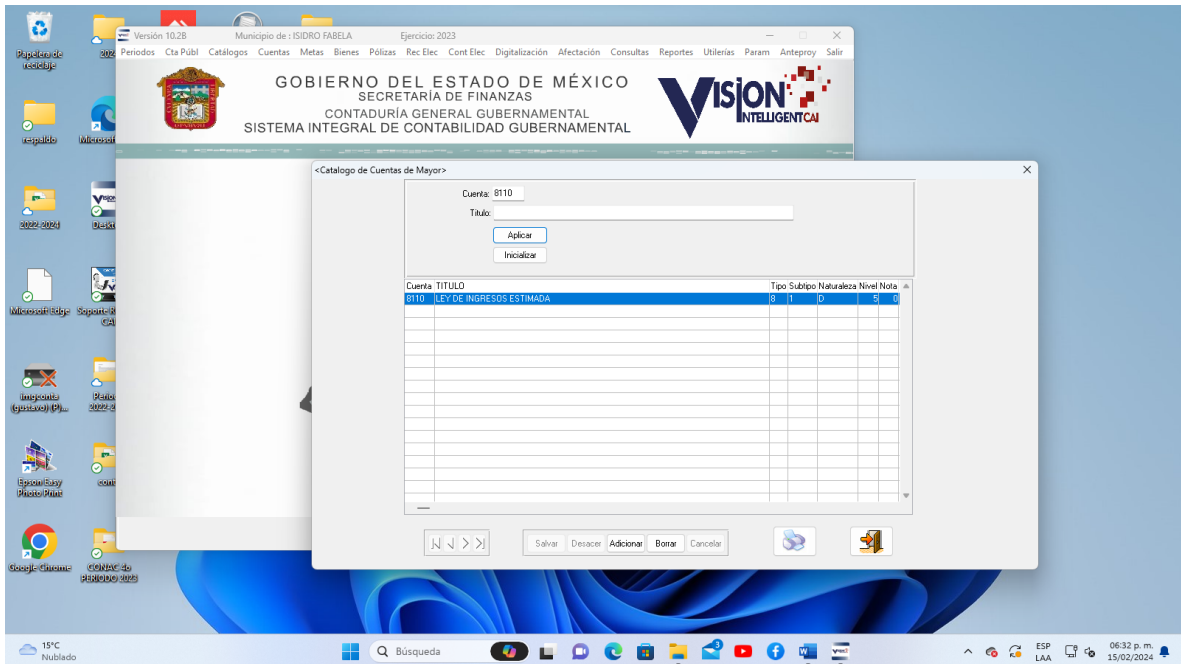 Papelera de reciclaje
202
Versión 10.2B Municipio de : ISIDRO FABELA Ejercicio: 2023
Periodos Cta Públ Catálogos Cuentas Metas Bienes Pólizas Rec Elec Cont Elec Digitalización Afectación Consultas Reportes Utilerías Param Anteproy Salir
GOBIERNO DEL ESTADO DE MÉXICO
SECRETARÍA DE FINANZAS
CONTADURÍA GENERAL GUBERNAMENTAL
SISTEMA INTEGRAL DE CONTABILIDAD GUBERNAMENTAL
VISION
INTELLIGENTCAI
respaldo
Microsoft
<Catalogo de Cuentas de Mayor>
Cuenta: 8110
Titulo:
Aplicar
Inicializar
Cuenta TITULO Tipo Subtipo Naturaleza Nivel Nota
8110 LEY DE INGRESOS ESTIMADA 8 1 D 5 0
Salvar Desacer Adicionar Borrar Cancelar
2022-2024
Microsoft Edge
Soporte
CAI
imgconta (gustavo) (P)...
2022-2
Epson Easy Photo Print
cont
Google Chrome
CONAC 4o PERIODO 2023
15°C
Nublado
Búsqueda
3
ESP
LAA
06:32 p. m.
15/02/2024